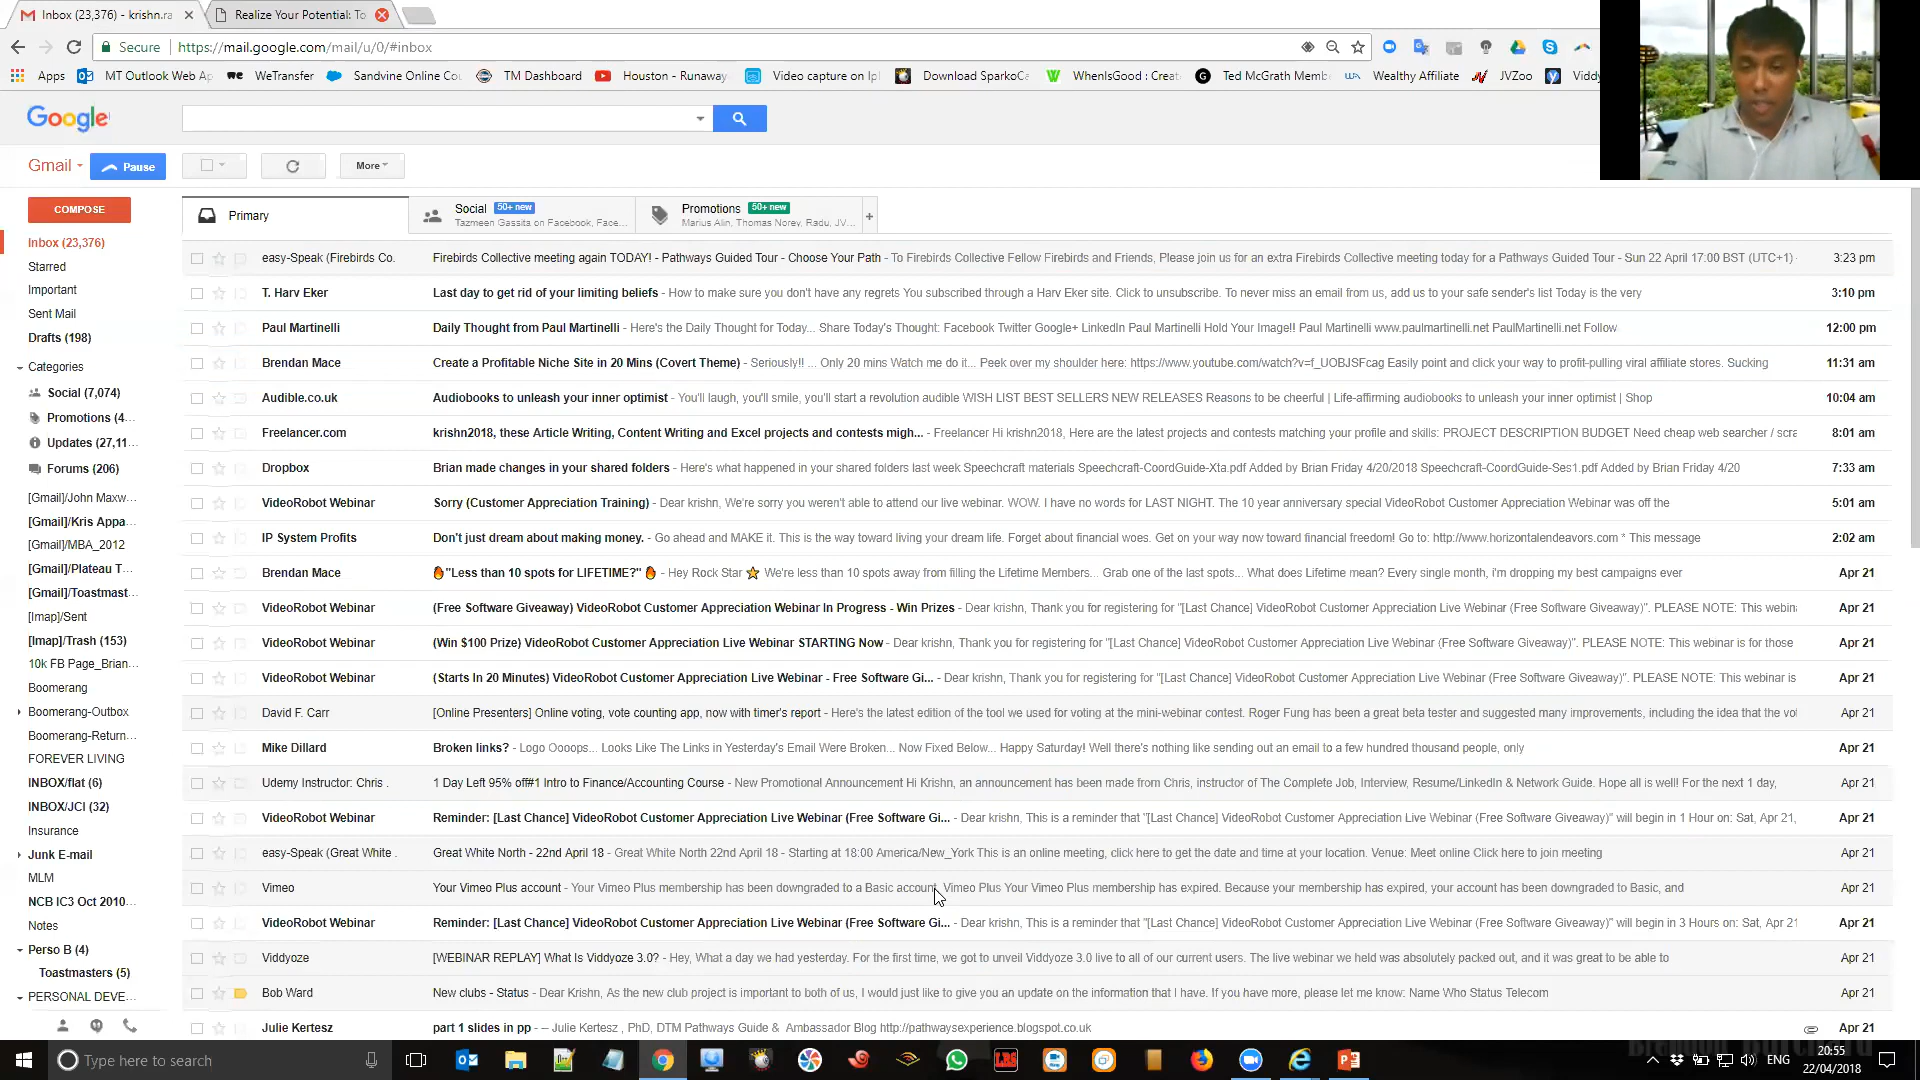 Inbox (23,376) - krishn.ra
Realize Your Potential: To
Secure
https://mail.google.com/mail/u/0/#inbox
Apps
MT Outlook Web Ap
WeTransfer
Sandvine Online Cou
TM Dashboard
Houston - Runaway
Video capture on Iph
Download SparkoCa
WhenIsGood : Create
Ted McGrath Memb
Wealthy Affiliate
JVZoo
Viddy
Google
Gmail
Pause
More
COMPOSE
Inbox (23,376)
Starred
Important
Sent Mail
Drafts (198)
Categories
Social (7,074)
Promotions (4...
Updates (27,11...
Forums (206)
[Gmail]/John Maxw...
[Gmail]/Kris Appa...
[Gmail]/MBA_2012
[Gmail]/Plateau T...
[Gmail]/Toastmast...
[Imap]/Sent
[Imap]/Trash (153)
10k FB Page_Brian...
Boomerang
Boomerang-Outbox
Boomerang-Return...
FOREVER LIVING
INBOX/flat (6)
INBOX/JCI (32)
Insurance
Junk E-mail
MLM
NCB IC3 Oct 2010...
Notes
Perso B (4)
Toastmasters (5)
PERSONAL DEVE...
Primary
Social 50+ new
Tazmeen Gassita on Facebook, Face...
Promotions 50+ new
Marius Alin, Thomas Norev, Radu, JV...
+
easy-Speak (Firebirds Co. Firebirds Collective meeting again TODAY! - Pathways Guided Tour - Choose Your Path - To Firebirds Collective Fellow Firebirds and Friends, Please join us for an extra Firebirds Collective meeting today for a Pathways Guided Tour - Sun 22 April 17:00 BST (UTC+1) - 3:23 pm
T. Harv Eker Last day to get rid of your limiting beliefs - How to make sure you don't have any regrets You subscribed through a Harv Eker site. Click to unsubscribe. To never miss an email from us, add us to your safe sender's list Today is the very 3:10 pm
Paul Martinelli Daily Thought from Paul Martinelli - Here's the Daily Thought for Today... Share Today's Thought: Facebook Twitter Google+ LinkedIn Paul Martinelli Hold Your Image!! Paul Martinelli www.paulmartinelli.net PaulMartinelli.net Follow 12:00 pm
Brendan Mace Create a Profitable Niche Site in 20 Mins (Covert Theme) - Seriously!! ... Only 20 mins Watch me do it... Peek over my shoulder here: https://www.youtube.com/watch?v=f_UOBJSFcag Easily point and click your way to profit-pulling viral affiliate stores. Sucking 11:31 am
Audible.co.uk Audiobooks to unleash your inner optimist - You'll laugh, you'll smile, you'll start a revolution audible WISH LIST BEST SELLERS NEW RELEASES Reasons to be cheerful | Life-affirming audiobooks to unleash your inner optimist | Shop 10:04 am
Freelancer.com krishn2018, these Article Writing, Content Writing and Excel projects and contests migh... - Freelancer Hi krishn2018, Here are the latest projects and contests matching your profile and skills: PROJECT DESCRIPTION BUDGET Need cheap web searcher / scra 8:01 am
Dropbox Brian made changes in your shared folders - Here's what happened in your shared folders last week Speechcraft materials Speechcraft-CoordGuide-Xta.pdf Added by Brian Friday 4/20/2018 Speechcraft-CoordGuide-Ses1.pdf Added by Brian Friday 4/20 7:33 am
VideoRobot Webinar Sorry (Customer Appreciation Training) - Dear krishn, We're sorry you weren't able to attend our live webinar. WOW. I have no words for LAST NIGHT. The 10 year anniversary special VideoRobot Customer Appreciation Webinar was off the 5:01 am
IP System Profits Don't just dream about making money. - Go ahead and MAKE it. This is the way toward living your dream life. Forget about financial woes. Get on your way now toward financial freedom! Go to: http://www.horizontalendeavors.com * This message 2:02 am
Brendan Mace 🔥"Less than 10 spots for LIFETIME?" 🔥 - Hey Rock Star ⭐ We're less than 10 spots away from filling the Lifetime Members... Grab one of the last spots... What does Lifetime mean? Every single month, i'm dropping my best campaigns ever Apr 21
VideoRobot Webinar (Free Software Giveaway) VideoRobot Customer Appreciation Webinar In Progress - Win Prizes - Dear krishn, Thank you for registering for "[Last Chance] VideoRobot Customer Appreciation Live Webinar (Free Software Giveaway)". PLEASE NOTE: This webin Apr 21
VideoRobot Webinar (Win $100 Prize) VideoRobot Customer Appreciation Live Webinar STARTING Now - Dear krishn, Thank you for registering for "[Last Chance] VideoRobot Customer Appreciation Live Webinar (Free Software Giveaway)". PLEASE NOTE: This webinar is for those Apr 21
VideoRobot Webinar (Starts In 20 Minutes) VideoRobot Customer Appreciation Live Webinar - Free Software Gi... - Dear krishn, Thank you for registering for "[Last Chance] VideoRobot Customer Appreciation Live Webinar (Free Software Giveaway)". PLEASE NOTE: This webinar is Apr 21
David F. Carr [Online Presenters] Online voting, vote counting app, now with timer's report - Here's the latest edition of the tool we used for voting at the mini-webinar contest. Roger Fung has been a great beta tester and suggested many improvements, including the idea that the vot Apr 21
Mike Dillard Broken links? - Logo Oooops... Looks Like The Links in Yesterday's Email Were Broken... Now Fixed Below... Happy Saturday! Well there's nothing like sending out an email to a few hundred thousand people, only Apr 21
Udemy Instructor: Chris . 1 Day Left 95% off#1 Intro to Finance/Accounting Course - New Promotional Announcement Hi Krishn, an announcement has been made from Chris, instructor of The Complete Job, Interview, Resume/LinkedIn & Network Guide. Hope all is well! For the next 1 day, Apr 21
VideoRobot Webinar Reminder: [Last Chance] VideoRobot Customer Appreciation Live Webinar (Free Software Gi... - Dear krishn, This is a reminder that "[Last Chance] VideoRobot Customer Appreciation Live Webinar (Free Software Giveaway)" will begin in 1 Hour on: Sat, Apr 21, Apr 21
easy-Speak (Great White . Great White North - 22nd April 18 - Great White North 22nd April 18 - Starting at 18:00 America/New_York This is an online meeting, click here to get the date and time at your location. Venue: Meet online Click here to join meeting Apr 21
Vimeo Your Vimeo Plus account - Your Vimeo Plus membership has been downgraded to a Basic account. Vimeo Plus Your Vimeo Plus membership has expired. Because your membership has expired, your account has been downgraded to Basic, and Apr 21
VideoRobot Webinar Reminder: [Last Chance] VideoRobot Customer Appreciation Live Webinar (Free Software Gi... - Dear krishn, This is a reminder that "[Last Chance] VideoRobot Customer Appreciation Live Webinar (Free Software Giveaway)" will begin in 3 Hours on: Sat, Apr 21 Apr 21
Viddyoze [WEBINAR REPLAY] What Is Viddyoze 3.0? - Hey, What a day we had yesterday. For the first time, we got to unveil Viddyoze 3.0 live to all of our current users. The live webinar we held was absolutely packed out, and it was great to be able to Apr 21
Bob Ward New clubs - Status - Dear Krishn, As the new club project is important to both of us, I would just like to give you an update on the information that I have. If you have more, please let me know: Name Who Status Telecom Apr 21
Julie Kertesz part 1 slides in pp - -- Julie Kertesz , PhD, DTM Pathways Guide & Ambassador Blog http://pathwaysexperience.blogspot.co.uk Apr 21
Type here to search
LBS
ENG
20:55
22/04/2018